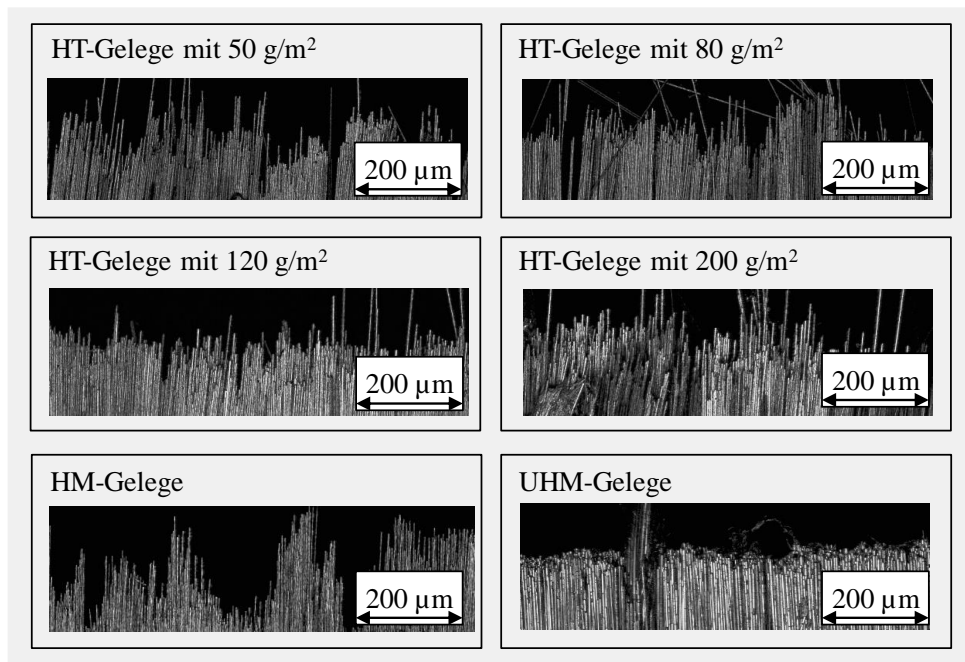 HT-Gelege mit 50 g/m²
200 µm
HT-Gelege mit 80 g/m²
200 µm
HT-Gelege mit 120 g/m²
200 µm
HT-Gelege mit 200 g/m²
200 µm
HM-Gelege
200 µm
UHM-Gelege
200 µm